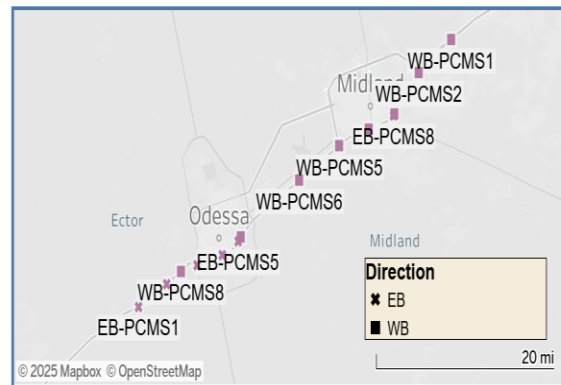 WB-PCMS1
Midland
WB-PCMS2
EB-PCMS8
WB-PCMS5
WB-PCMS6
Ector
Odessa
Midland
EB-PCMS5
WB-PCMS8
EB-PCMS1
Direction
EB
WB
20 mi
© 2025 Mapbox © OpenStreetMap